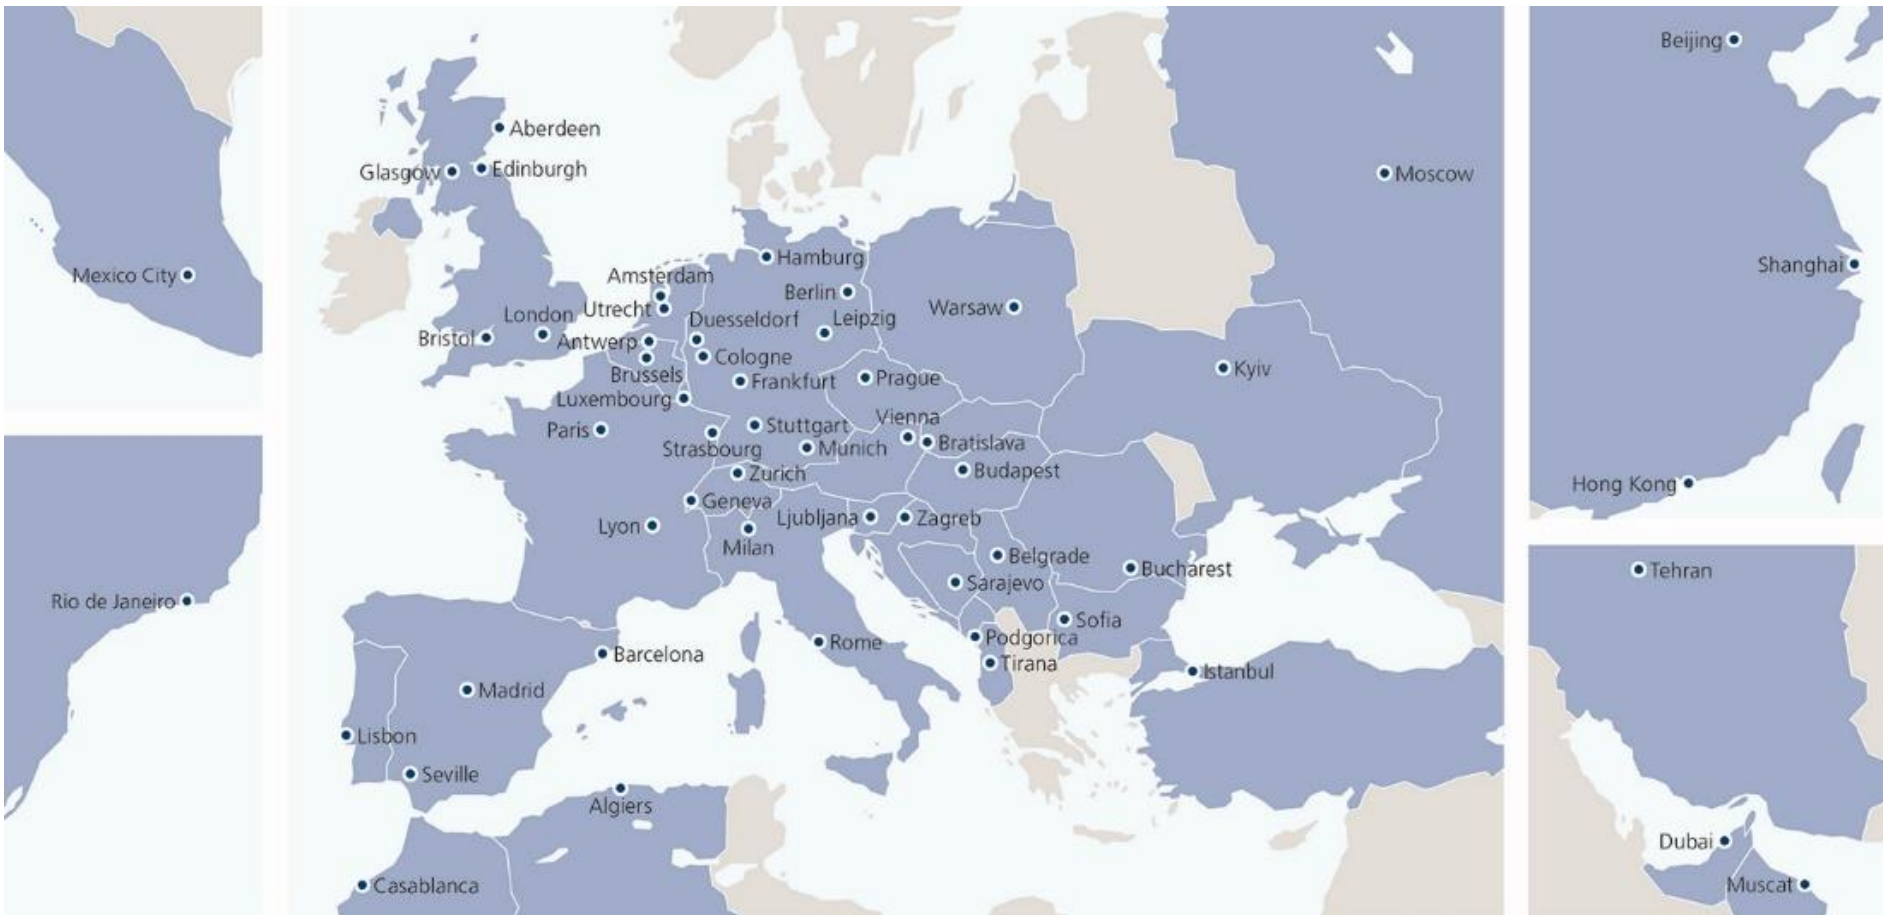 Mexico City
Rio de Janeiro
Aberdeen
Glasgow
Edinburgh
Moscow
Hamburg
Amsterdam
Berlin
Utrecht
Warsaw
London
Duesseldorf
Leipzig
Bristol
Antwerp
Cologne
Kyiv
Brussels
Frankfurt
Prague
Luxembourg
Vienna
Paris
Stuttgart
Strasbourg
Munich
Bratislava
Zurich
Budapest
Geneva
Lyon
Ljubljana
Zagreb
Milan
Belgrade
Bucharest
Sarajevo
Sofia
Rome
Podgorica
Barcelona
Tirana
Istanbul
Madrid
Lisbon
Seville
Algiers
Casablanca
Beijing
Shanghai
Hong Kong
Tehran
Dubai
Muscat